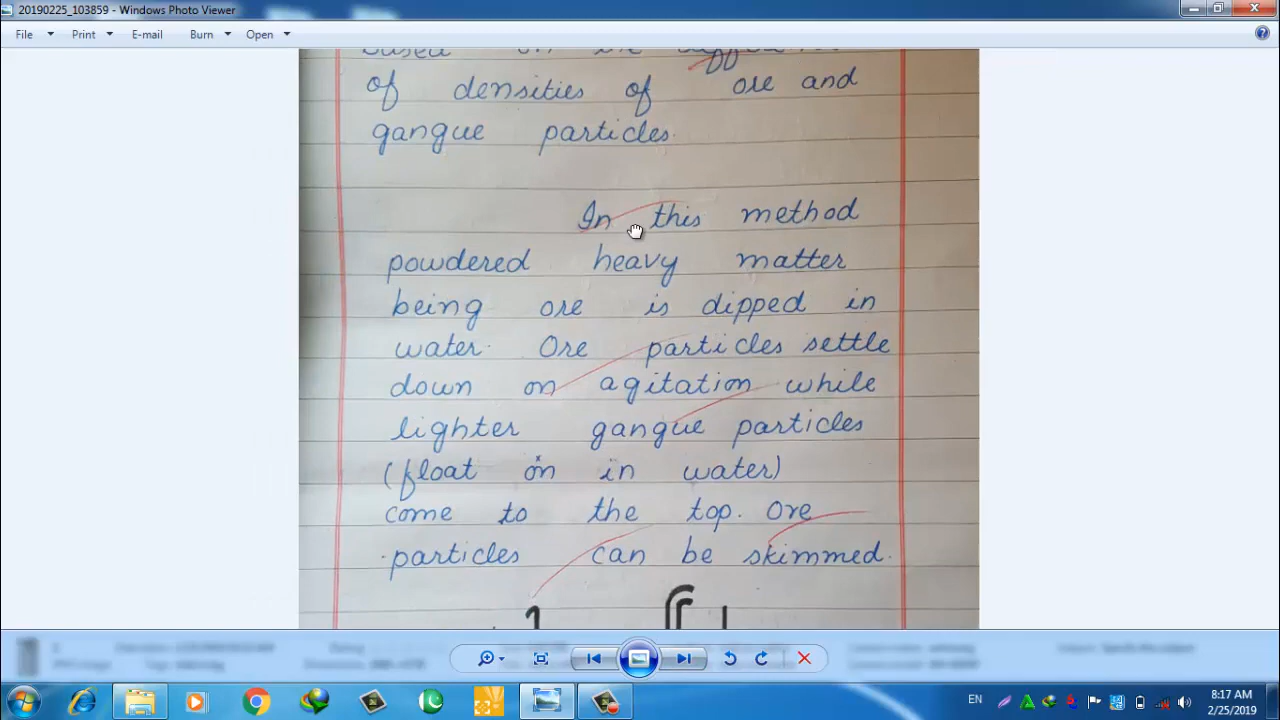 20190225_103859 - Windows Photo Viewer
File Print E-mail Burn Open
based on the
of densities of ore and
gangue particles.
In this method
powdered heavy matter
being ore is dipped in
water. Ore particles settle
down on agitation while
lighter gangue particles
(float on in water)
come to the top. Ore
particles can be skimmed.
EN
8:17 AM
2/25/2019